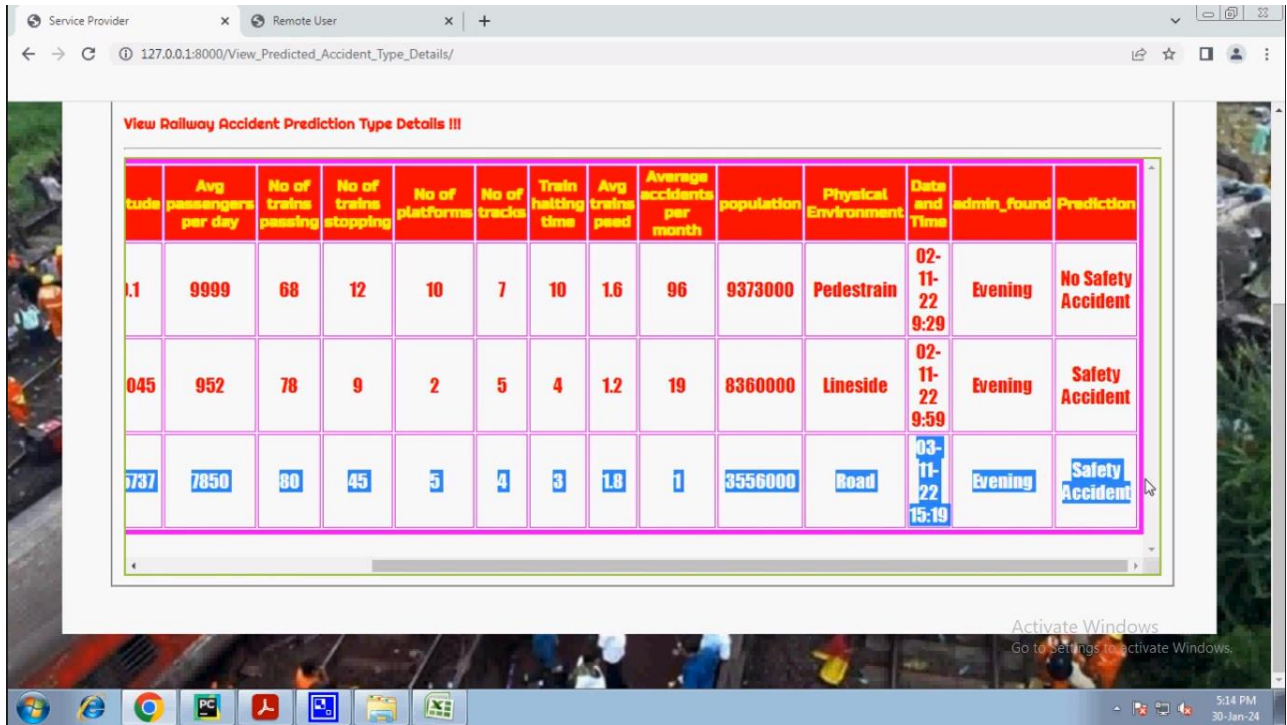 Service Provider
Remote User
127.0.0.1:8000/View_Predicted_Accident_Type_Details/
View Railway Accident Prediction Type Details !!!
tude Avg passengers per day No of trains passing No of trains stopping No of platforms No of tracks Train halting time Avg trains peed Average accidents per month population Physical Environment Date and Time admin_found Prediction
0.1 9999 68 12 10 7 10 1.6 96 9373000 Pedestrain 02-11-22 9:29 Evening No Safety Accident
045 952 78 9 2 5 4 1.2 19 8360000 Lineside 02-11-22 9:59 Evening Safety Accident
5737 7850 80 45 5 4 3 1.8 1 3556000 Road 03-11-22 15:19 Evening Safety Accident
Activate Windows
Go to Settings to activate Windows.
PC
5:14 PM
30-Jan-24